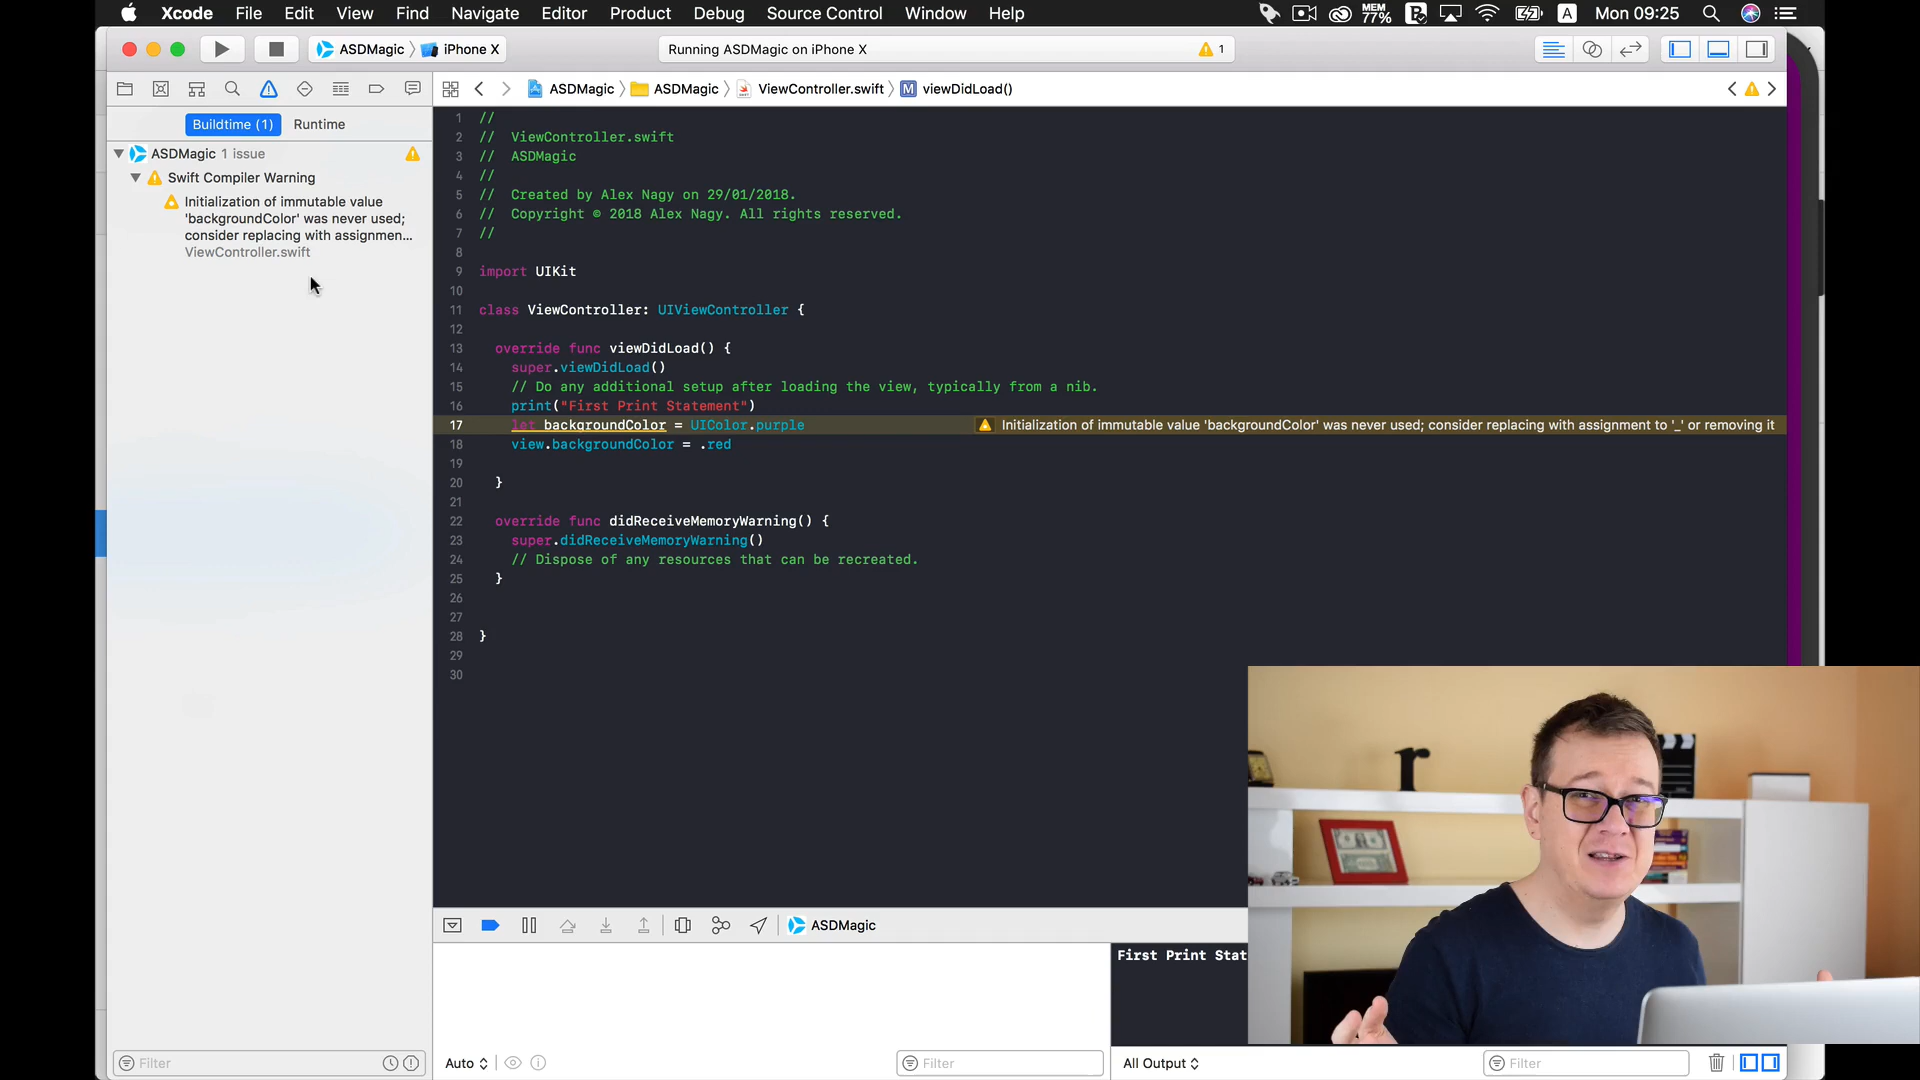 Xcode File Edit View Find Navigate Editor Product Debug Source Control Window Help MEM 77% A Mon 09:25
ASDMagic iPhone X Running ASDMagic on iPhone X 1
ASDMagic ASDMagic ViewController.swift M viewDidLoad()
Buildtime (1) Runtime
ASDMagic 1 issue
Swift Compiler Warning
Initialization of immutable value
'backgroundColor' was never used;
consider replacing with assignmen...
ViewController.swift
1 //
2 // ViewController.swift
3 // ASDMagic
4 //
5 // Created by Alex Nagy on 29/01/2018.
6 // Copyright © 2018 Alex Nagy. All rights reserved.
7 //
8
9 import UIKit
10
11 class ViewController: UIViewController {
12
13 override func viewDidLoad() {
14 super.viewDidLoad()
15 // Do any additional setup after loading the view, typically from a nib.
16 print("First Print Statement")
17 let backgroundColor = UIColor.purple Initialization of immutable value 'backgroundColor' was never used; consider replacing with assignment to '_' or removing it
18 view.backgroundColor = .red
19
20 }
21
22 override func didReceiveMemoryWarning() {
23 super.didReceiveMemoryWarning()
24 // Dispose of any resources that can be recreated.
25 }
26
27
28 }
29
30
ASDMagic
First Print Stat
Filter Auto Filter All Output Filter
r